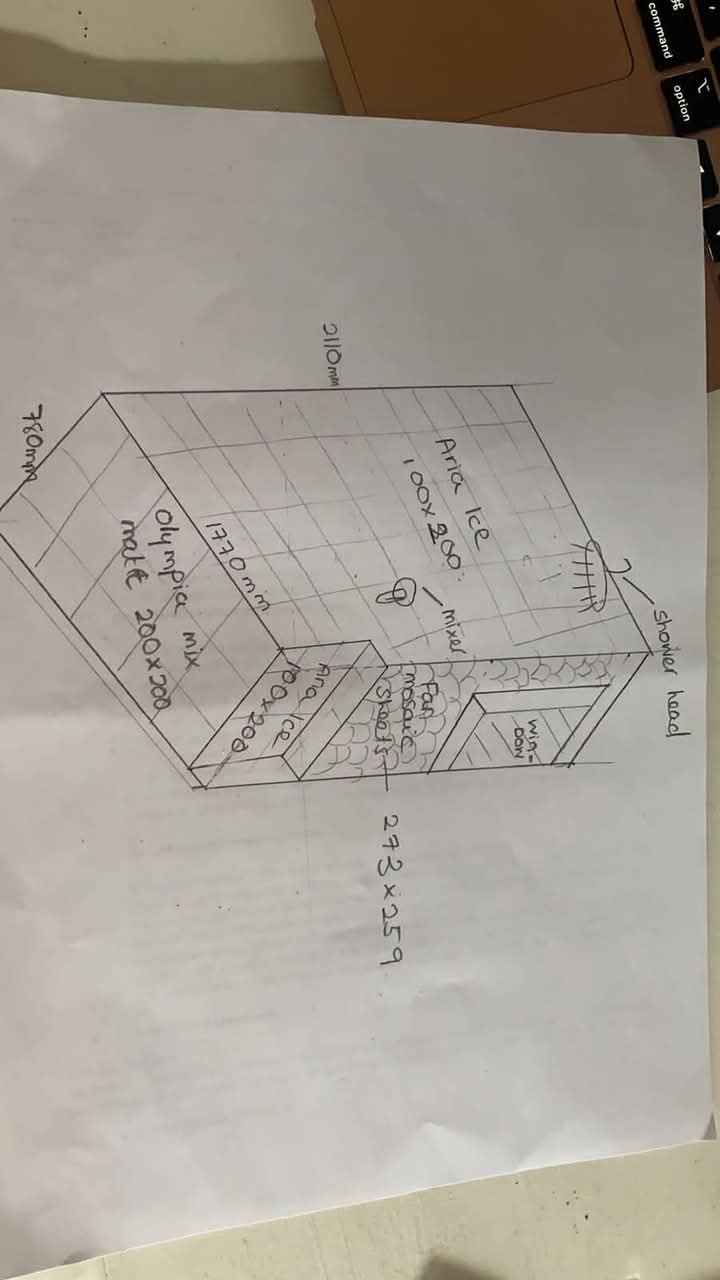 ⌘
command
⌥
option
shower head
Aria Ice
100x200
mixer
win-
dow
2110mm
Fan
mosaic
sheets
273x259
1770mm
Aria Ice
100x200
Olympia mix
matt 200x200
780mm